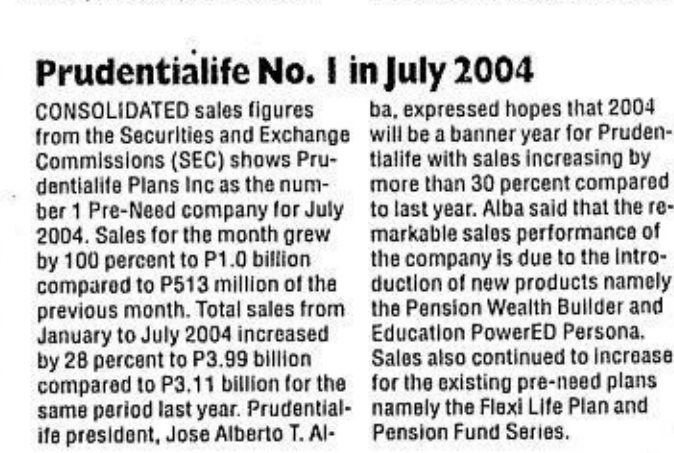 Prudentialife No. 1 in July 2004
CONSOLIDATED sales figures
from the Securities and Exchange
Commissions (SEC) shows Pru-
dentialife Plans Inc as the num-
ber 1 Pre-Need company for July
2004. Sales for the month grew
by 100 percent to P1.0 billion
compared to P513 million of the
previous month. Total sales from
January to July 2004 increased
by 28 percent to P3.99 billion
compared to P3.11 billion for the
same period last year. Prudential-
ife president, Jose Alberto T. Al-
ba, expressed hopes that 2004
will be a banner year for Pruden-
tialife with sales increasing by
more than 30 percent compared
to last year. Alba said that the re-
markable sales performance of
the company is due to the intro-
duction of new products namely
the Pension Wealth Builder and
Education PowerED Persona.
Sales also continued to increase
for the existing pre-need plans
namely the Flexi Life Plan and
Pension Fund Series.